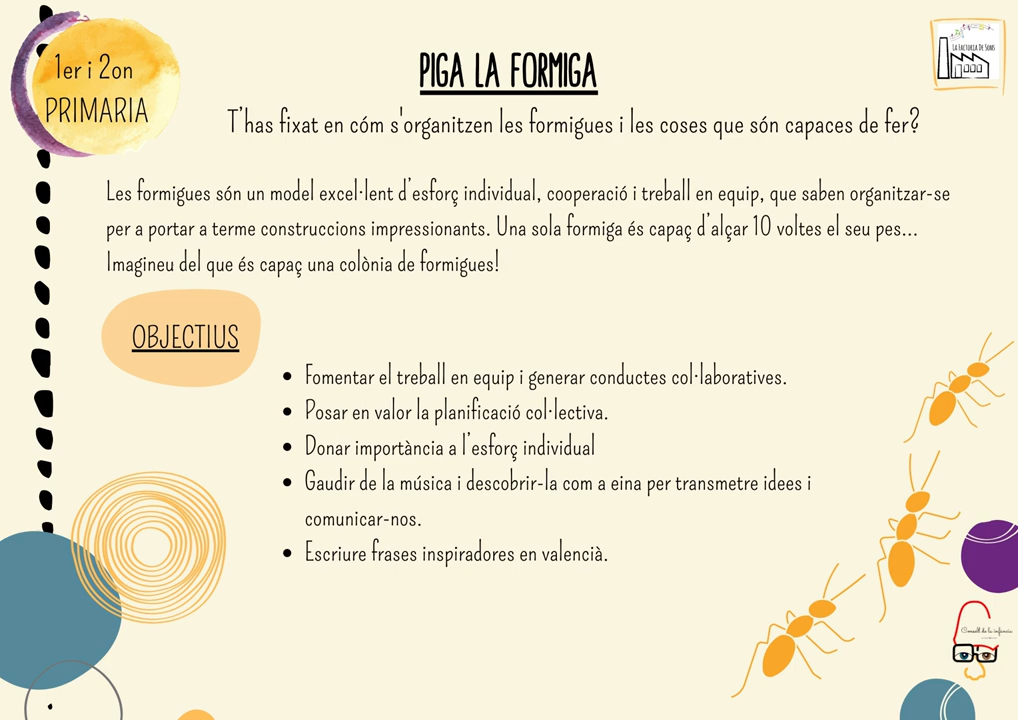 1er i 2on
PRIMARIA
PIGA LA FORMIGA
LA FACTORIA DE SONS
T'has fixat en cóm s'organitzen les formigues i les coses que són capaces de fer?
Les formigues són un model excel·lent d'esforç individual, cooperació i treball en equip, que saben organitzar-se
per a portar a terme construccions impressionants. Una sola formiga és capaç d'alçar 10 voltes el seu pes...
Imagineu del que és capaç una colònia de formigues!
OBJECTIUS
• Fomentar el treball en equip i generar conductes col·laboratives.
• Posar en valor la planificació col·lectiva.
• Donar importància a l'esforç individual
• Gaudir de la música i descobrir-la com a eina per transmetre idees i
comunicar-nos.
• Escriure frases inspiradores en valencià.
Consell de la infància